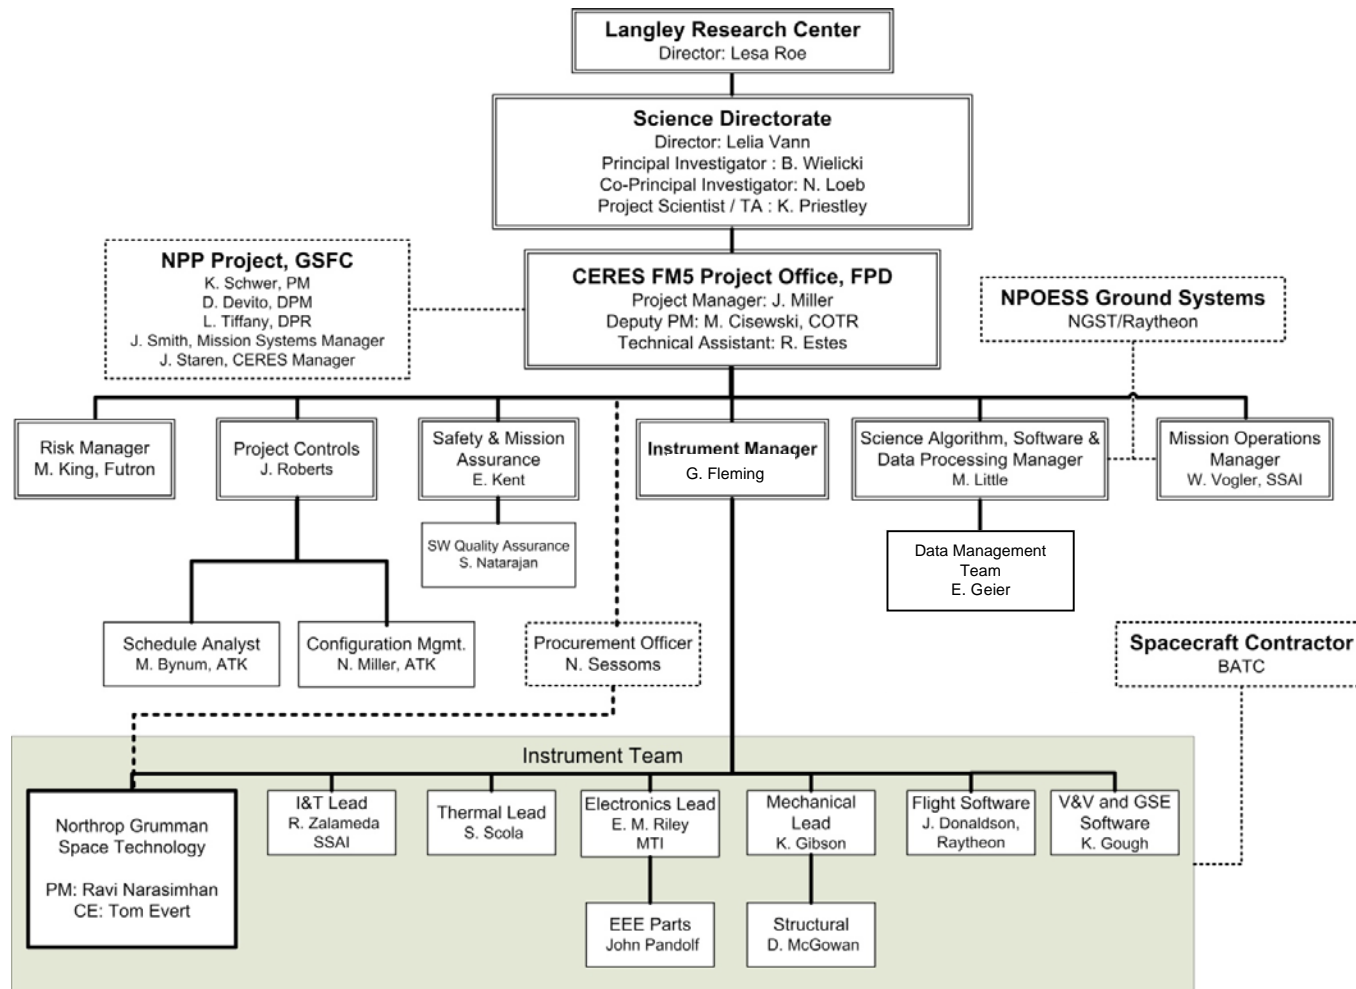 Langley Research Center
Director: Lesa Roe
Science Directorate
Director: Lelia Vann
Principal Investigator : B. Wielicki
Co-Principal Investigator: N. Loeb
Project Scientist / TA : K. Priestley
NPP Project, GSFC
K. Schwer, PM
D. Devito, DPM
L. Tiffany, DPR
J. Smith, Mission Systems Manager
J. Staren, CERES Manager
CERES FM5 Project Office, FPD
Project Manager: J. Miller
Deputy PM: M. Cisewski, COTR
Technical Assistant: R. Estes
NPOESS Ground Systems
NGST/Raytheon
Risk Manager
M. King, Futron
Project Controls
J. Roberts
Safety & Mission
Assurance
E. Kent
Instrument Manager
G. Fleming
Science Algorithm, Software &
Data Processing Manager
M. Little
Mission Operations
Manager
W. Vogler, SSAI
SW Quality Assurance
S. Natarajan
Data Management
Team
E. Geier
Schedule Analyst
M. Bynum, ATK
Configuration Mgmt.
N. Miller, ATK
Procurement Officer
N. Sessoms
Spacecraft Contractor
BATC
Instrument Team
Northrop Grumman
Space Technology
PM: Ravi Narasimhan
CE: Tom Evert
I&T Lead
R. Zalameda
SSAI
Thermal Lead
S. Scola
Electronics Lead
E. M. Riley
MTI
Mechanical
Lead
K. Gibson
Flight Software
J. Donaldson,
Raytheon
V&V and GSE
Software
K. Gough
EEE Parts
John Pandolf
Structural
D. McGowan